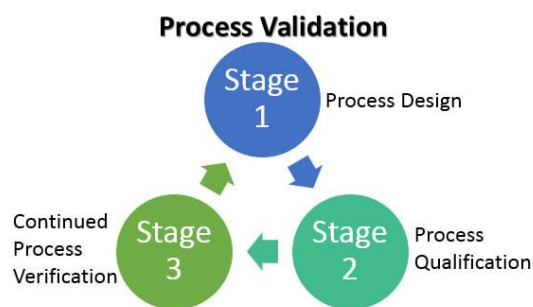 Process Validation
Stage
1
Process Design
Stage
2
Process
Qualification
Stage
3
Continued
Process
Verification